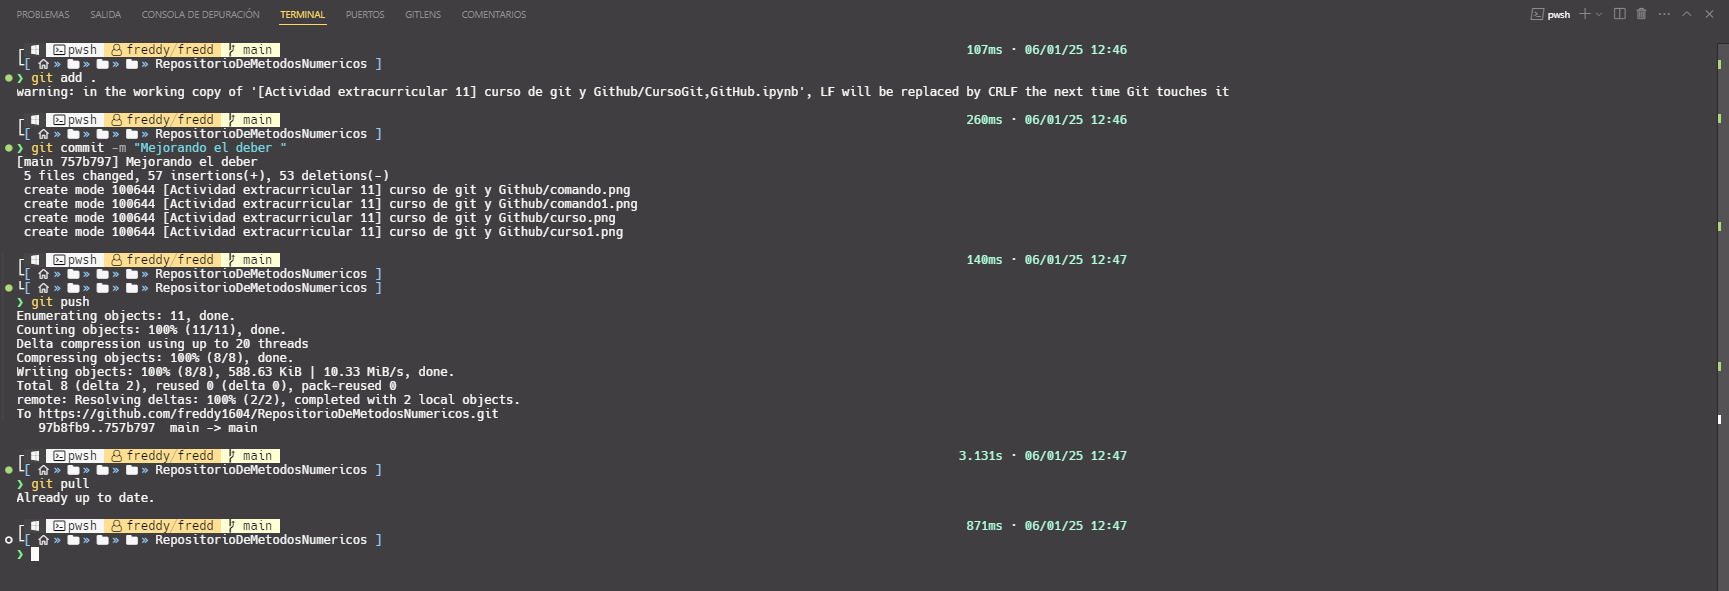 PROBLEMAS SALIDA CONSOLA DE DEPURACIÓN TERMINAL PUERTOS GITLENS COMENTARIOS pwsh
pwsh freddy/fredd main 107ms · 06/01/25 12:46
[ » » » » RepositorioDeMetodosNumericos ]
❯ git add .
warning: in the working copy of '[Actividad extracurricular 11] curso de git y Github/CursoGit,GitHub.ipynb', LF will be replaced by CRLF the next time Git touches it
pwsh freddy/fredd main 260ms · 06/01/25 12:46
[ » » » » RepositorioDeMetodosNumericos ]
❯ git commit -m "Mejorando el deber "
[main 757b797] Mejorando el deber
5 files changed, 57 insertions(+), 53 deletions(-)
create mode 100644 [Actividad extracurricular 11] curso de git y Github/comando.png
create mode 100644 [Actividad extracurricular 11] curso de git y Github/comando1.png
create mode 100644 [Actividad extracurricular 11] curso de git y Github/curso.png
create mode 100644 [Actividad extracurricular 11] curso de git y Github/curso1.png
pwsh freddy/fredd main 140ms · 06/01/25 12:47
[ » » » » RepositorioDeMetodosNumericos ]
[ » » » » RepositorioDeMetodosNumericos ]
❯ git push
Enumerating objects: 11, done.
Counting objects: 100% (11/11), done.
Delta compression using up to 20 threads
Compressing objects: 100% (8/8), done.
Writing objects: 100% (8/8), 588.63 KiB | 10.33 MiB/s, done.
Total 8 (delta 2), reused 0 (delta 0), pack-reused 0
remote: Resolving deltas: 100% (2/2), completed with 2 local objects.
To https://github.com/freddy1604/RepositorioDeMetodosNumericos.git
97b8fb9..757b797  main -> main
pwsh freddy/fredd main 3.131s · 06/01/25 12:47
[ » » » » RepositorioDeMetodosNumericos ]
❯ git pull
Already up to date.
pwsh freddy/fredd main 871ms · 06/01/25 12:47
[ » » » » RepositorioDeMetodosNumericos ]
❯